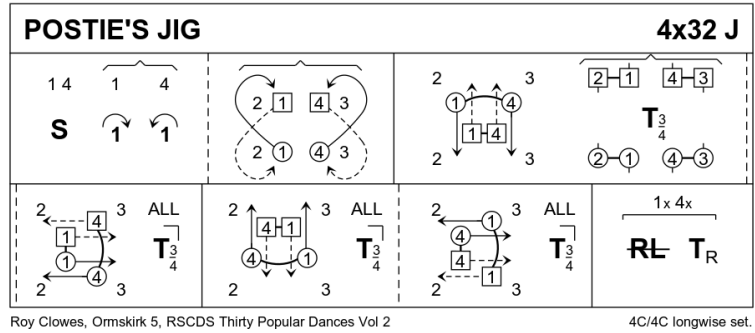 POSTIE'S JIG 4x32 J
1 4 1 4
S 1 1
2 1 4 3
2 1 4 3
2 3
1 4
1 4
2 3
2 1 4 3
T 3/4
2 1 4 3
2 4 3 ALL
1
T 3/4
1
4
2 3
2 3 ALL
4 1
4 1 T 3/4
2 3
2 1 3 ALL
4
T 3/4
4
1
2 3
1x 4x
RL TR
Roy Clowes, Ormskirk 5, RSCDS Thirty Popular Dances Vol 2 4C/4C longwise set.